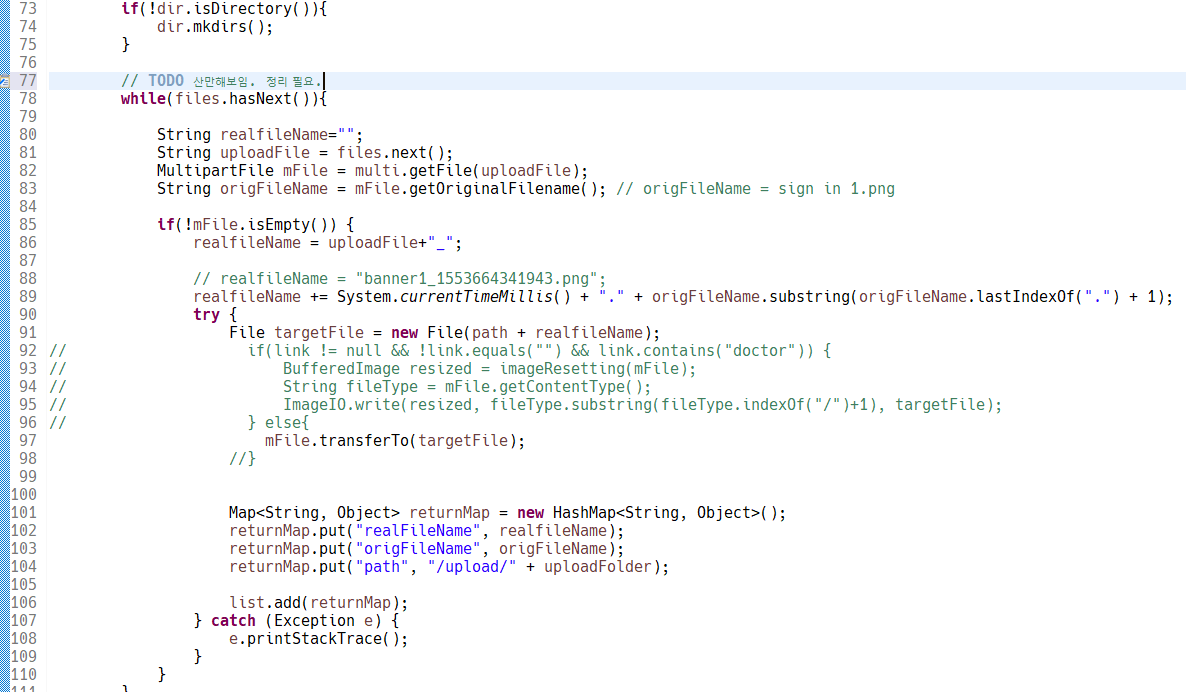 73 if(!dir.isDirectory()){
74 dir.mkdirs();
75 }
76
77 // TODO 산만해보임. 정리 필요.
78 while(files.hasNext()){
79
80 String realfileName="";
81 String uploadFile = files.next();
82 MultipartFile mFile = multi.getFile(uploadFile);
83 String origFileName = mFile.getOriginalFilename(); // origFileName = sign in 1.png
84
85 if(!mFile.isEmpty()) {
86 realfileName = uploadFile+"_";
87
88 // realfileName = "banner1_1553664341943.png";
89 realfileName += System.currentTimeMillis() + "." + origFileName.substring(origFileName.lastIndexOf(".") + 1);
90 try {
91 File targetFile = new File(path + realfileName);
92 // if(link != null && !link.equals("") && link.contains("doctor")) {
93 // BufferedImage resized = imageResetting(mFile);
94 // String fileType = mFile.getContentType();
95 // ImageIO.write(resized, fileType.substring(fileType.indexOf("/")+1), targetFile);
96 // } else{
97 mFile.transferTo(targetFile);
98 //}
99
100
101 Map<String, Object> returnMap = new HashMap<String, Object>();
102 returnMap.put("realFileName", realfileName);
103 returnMap.put("origFileName", origFileName);
104 returnMap.put("path", "/upload/" + uploadFolder);
105
106 list.add(returnMap);
107 } catch (Exception e) {
108 e.printStackTrace();
109 }
110 }
111 }